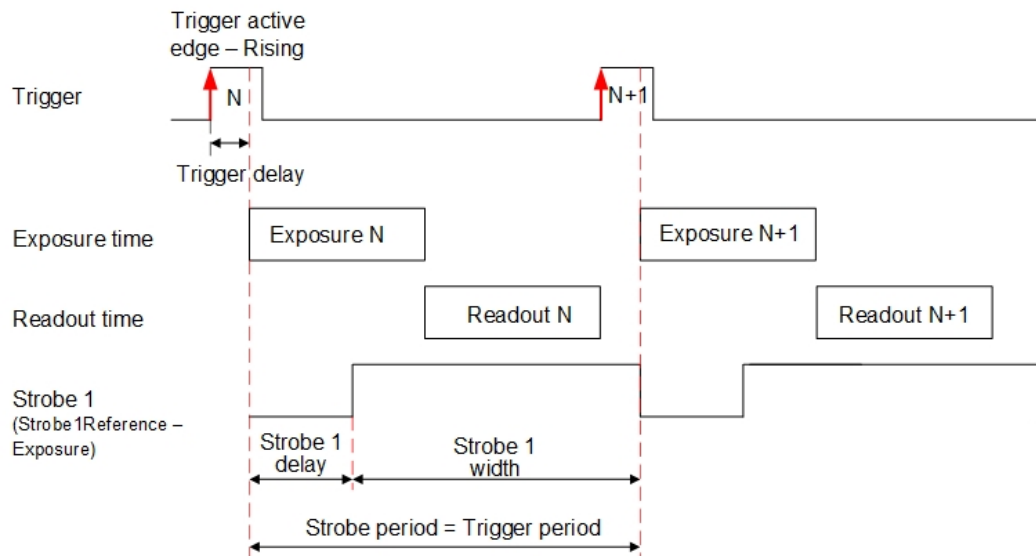 Trigger active
edge – Rising
Trigger
N
N+1
Trigger delay
Exposure time
Exposure N
Exposure N+1
Readout time
Readout N
Readout N+1
Strobe 1
(Strobe1Reference –
Exposure)
Strobe 1
delay
Strobe 1
width
Strobe period = Trigger period